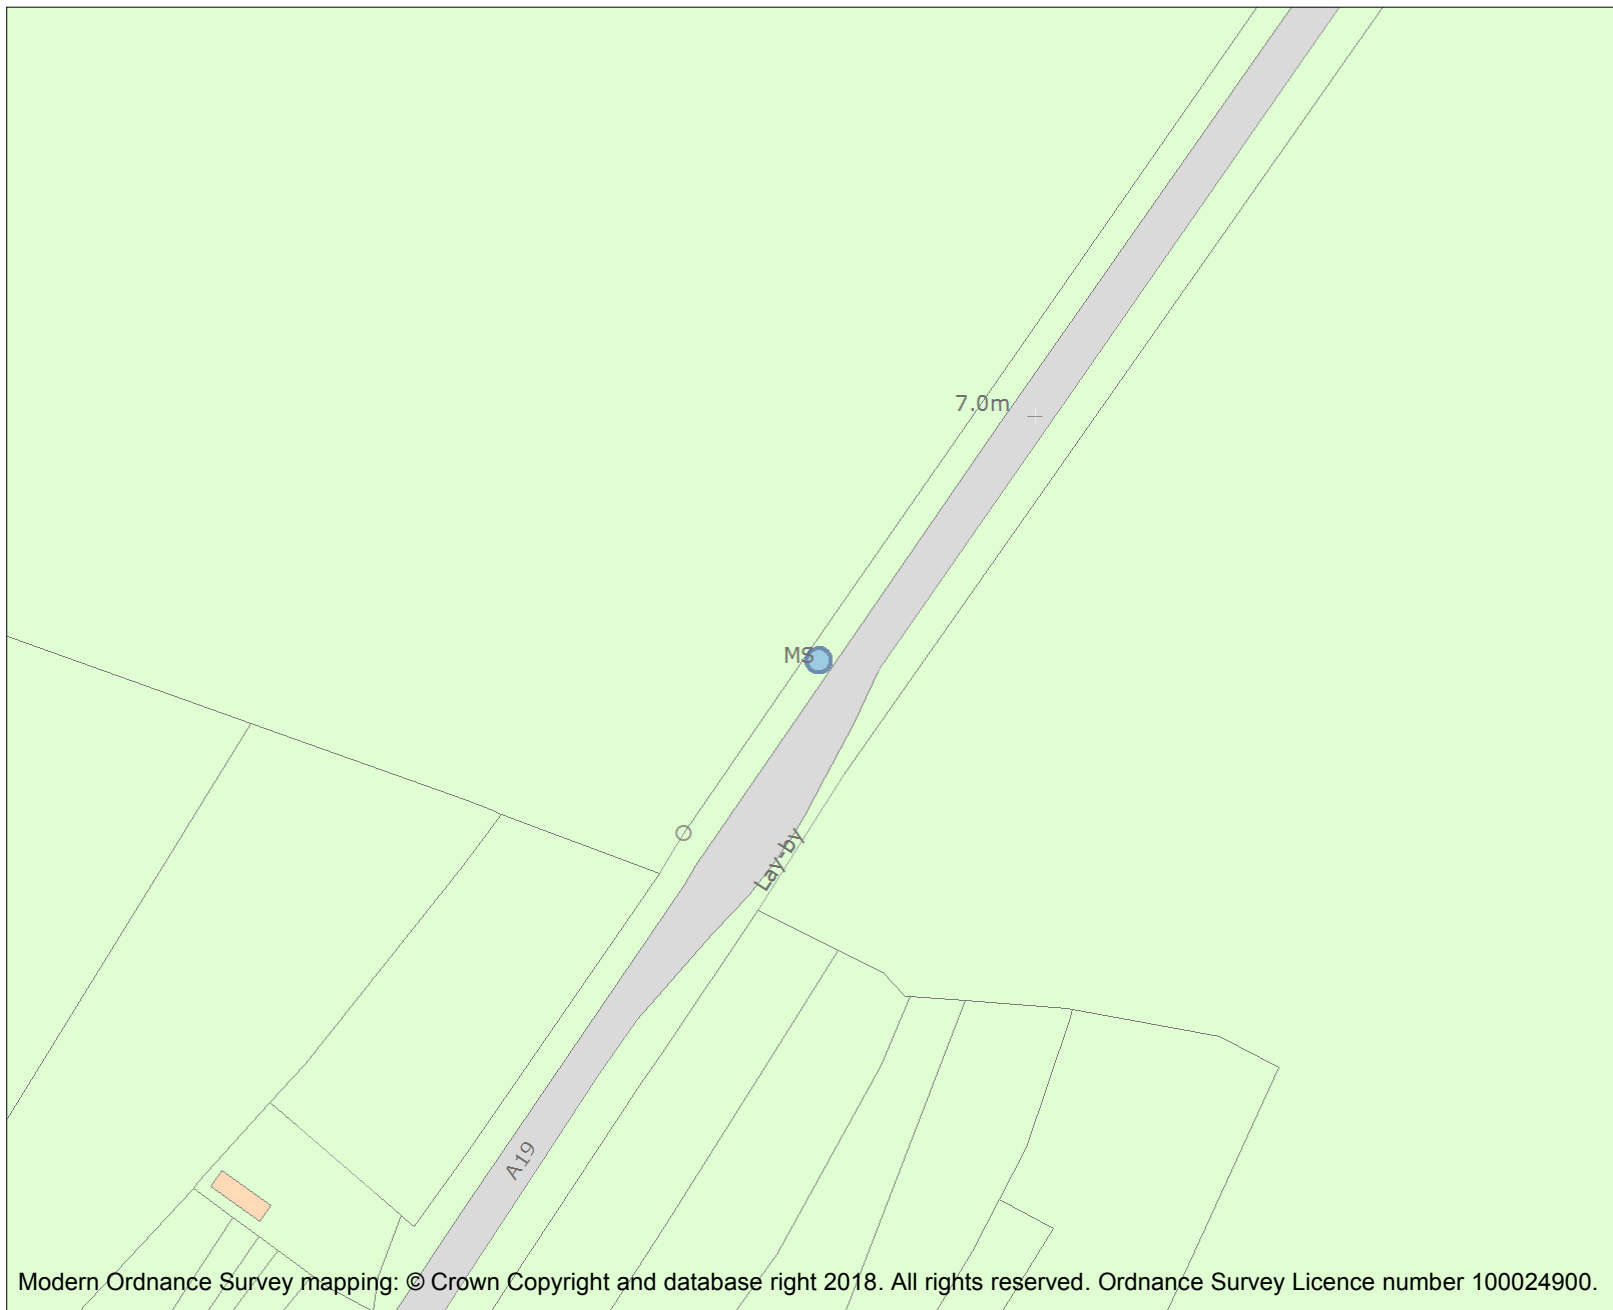 7.0m
MS
Lay-by
A19
Modern Ordnance Survey mapping: © Crown Copyright and database right 2018. All rights reserved. Ordnance Survey Licence number 100024900.